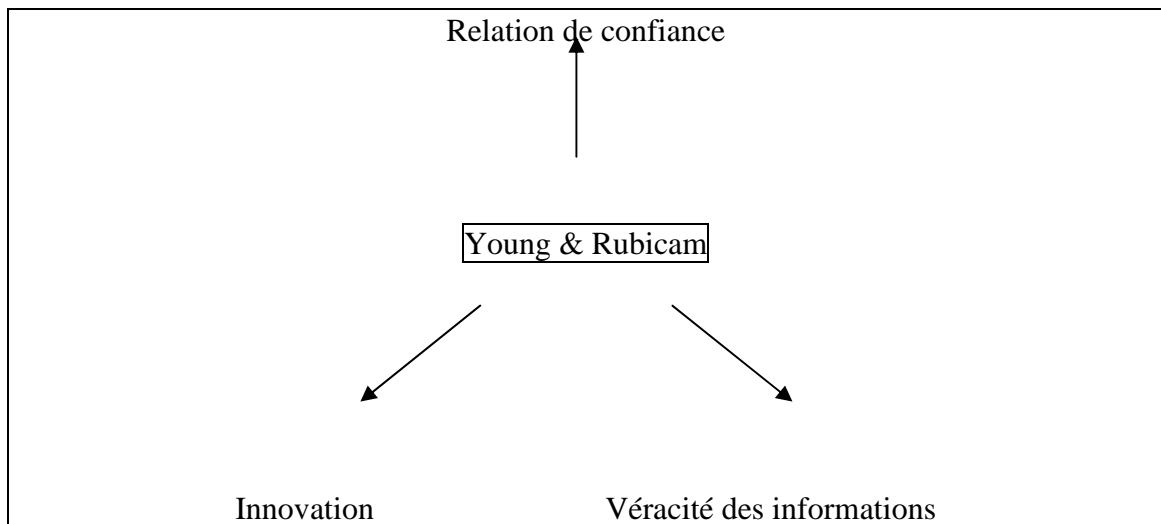 Relation de confiance
Young & Rubicam
Innovation Véracité des informations